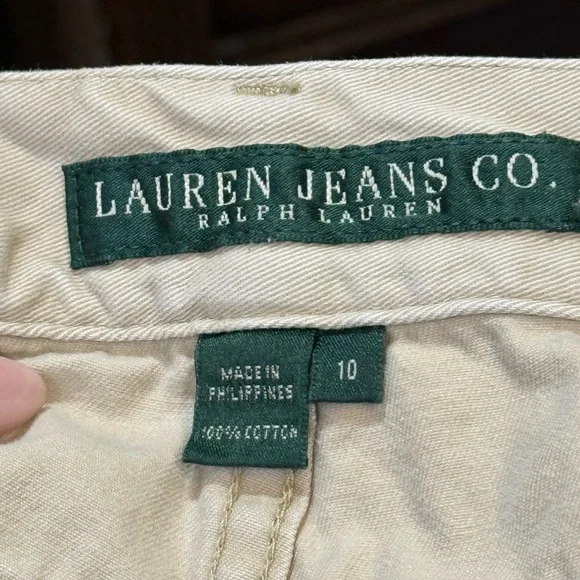 LAUREN JEANS CO.
RALPH LAUREN
MADE IN
PHILIPPINES
100% COTTON
10